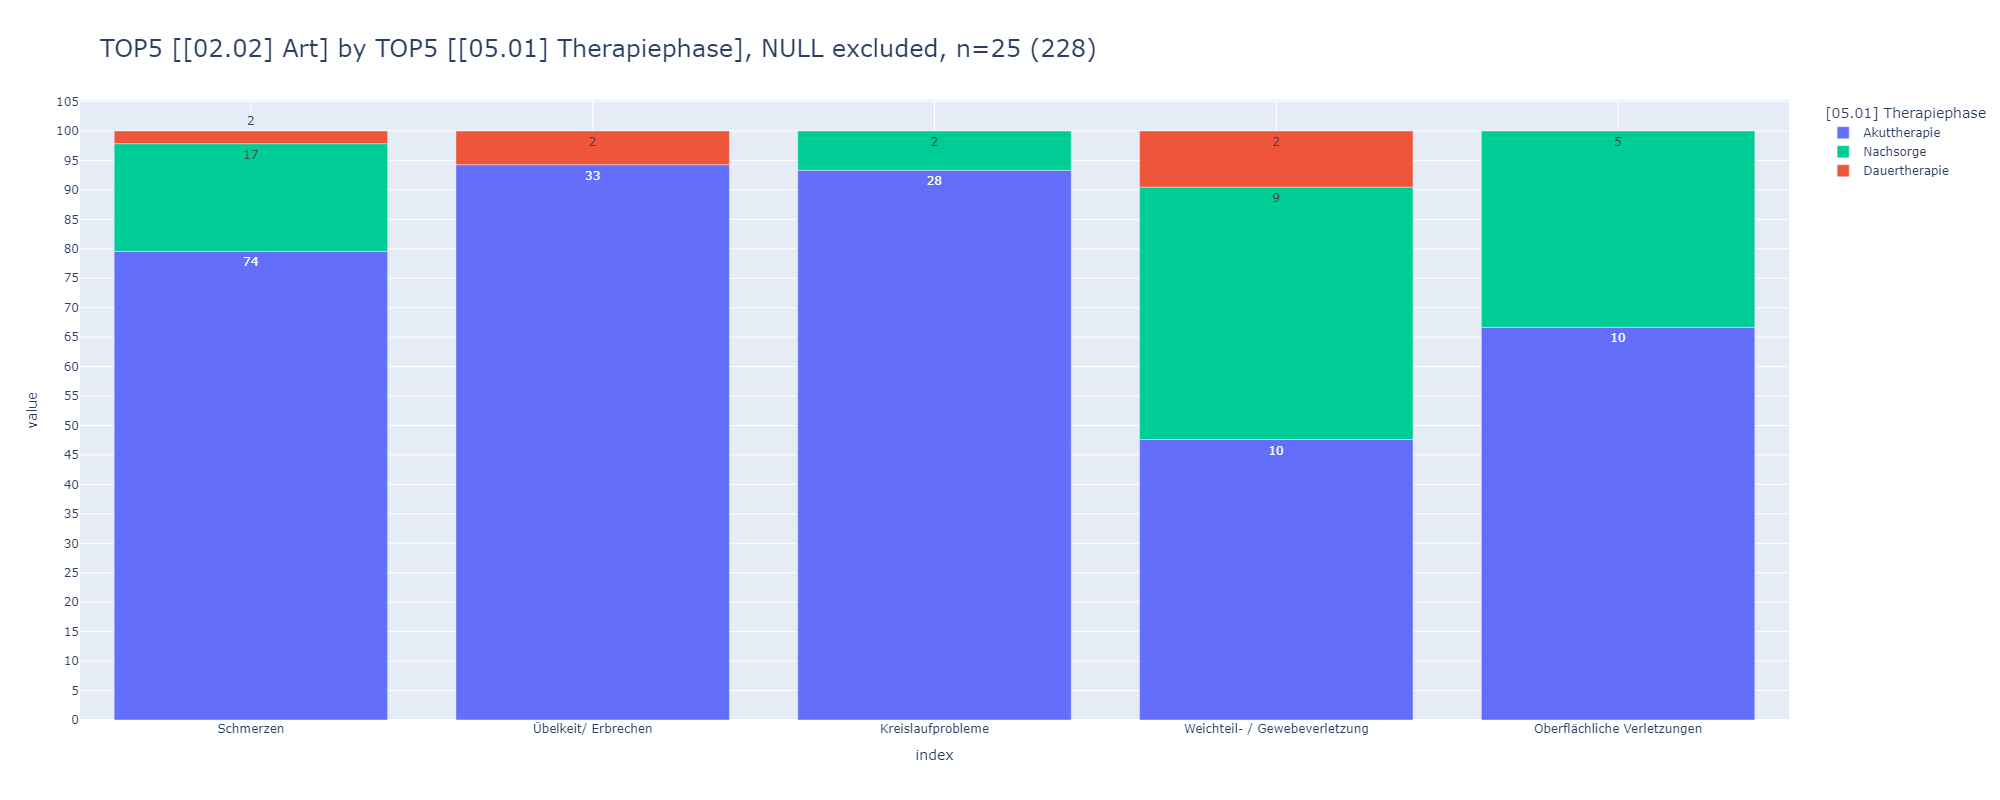 TOP5 [[02.02] Art] by TOP5 [[05.01] Therapiephase], NULL excluded, n=25 (228)
[05.01] Therapiephase
Akuttherapie
Nachsorge
Dauertherapie
value
105
100
95
90
85
80
75
70
65
60
55
50
45
40
35
30
25
20
15
10
5
0
2
17
74
2
33
2
28
2
9
10
5
10
Schmerzen
Übelkeit/ Erbrechen
Kreislaufprobleme
Weichteil- / Gewebeverletzung
Oberflächliche Verletzungen
index